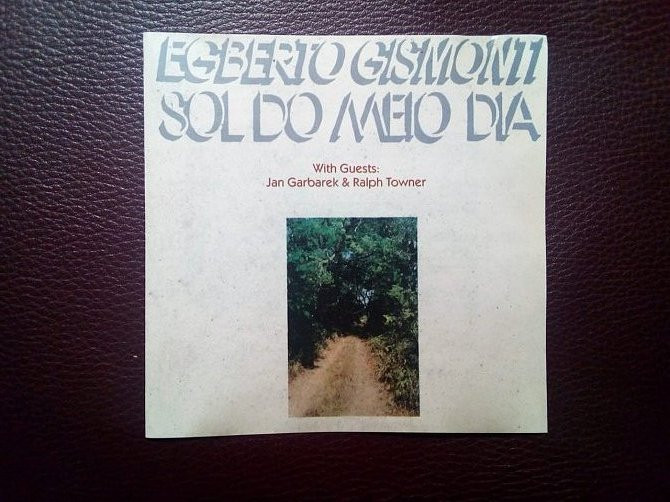 EGBERTO GISMONTI
SOL DO MEIO DIA
With Guests:
Jan Garbarek & Ralph Towner